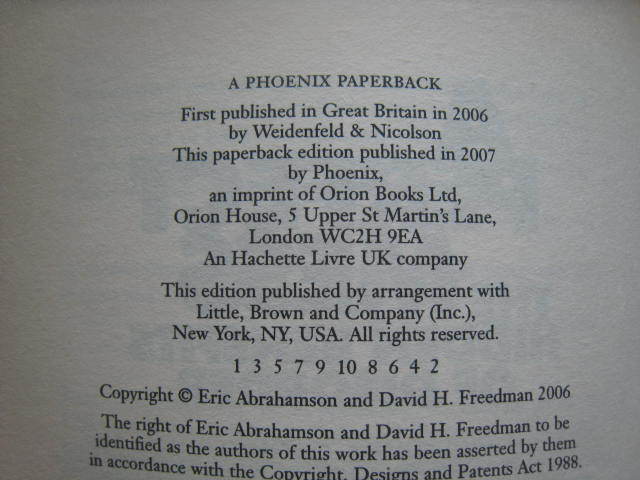 A PHOENIX PAPERBACK
First published in Great Britain in 2006
by Weidenfeld & Nicolson
This paperback edition published in 2007
by Phoenix,
an imprint of Orion Books Ltd,
Orion House, 5 Upper St Martin's Lane,
London WC2H 9EA
An Hachette Livre UK company
This edition published by arrangement with
Little, Brown and Company (Inc.),
New York, NY, USA. All rights reserved.
1 3 5 7 9 10 8 6 4 2
Copyright © Eric Abrahamson and David H. Freedman 2006
The right of Eric Abrahamson and David H. Freedman to be
identified as the authors of this work has been asserted by them
in accordance with the Copyright, Designs and Patents Act 1988.